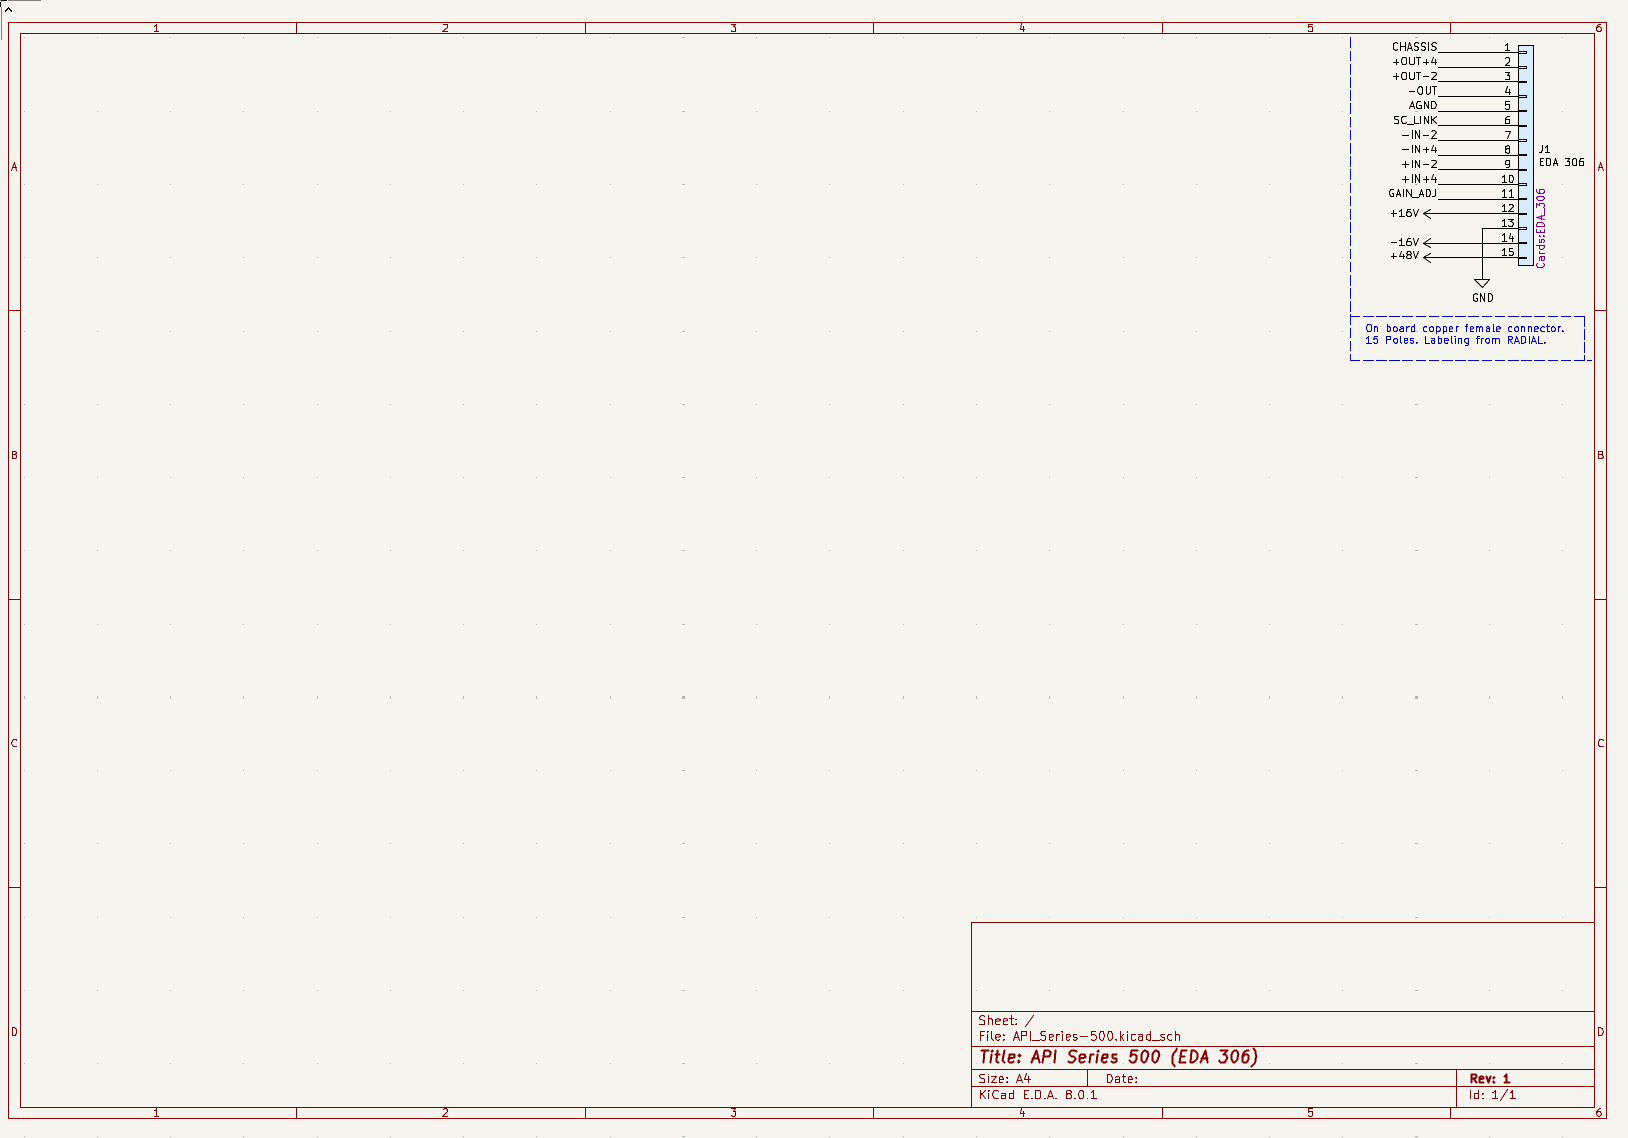 1 2 3 4 5 6
CHASSIS 1
+OUT+4 2
+OUT-2 3
-OUT 4
AGND 5
SC_LINK 6
-IN-2 7
-IN+4 8
+IN-2 9
+IN+4 10
GAIN_ADJ 11
+16V 12
13
-16V 14
+48V 15
GND
J1
EDA 306
Cards:EDA_306
On board copper female connector.
15 Poles. Labeling from RADIAL.
A A
B B
C C
D D
Sheet: /
File: API_Series-500.kicad_sch
Title: API Series 500 (EDA 306)
Size: A4 Date: Rev: 1
KiCad E.D.A. 8.0.1 Id: 1/1
1 2 3 4 5 6